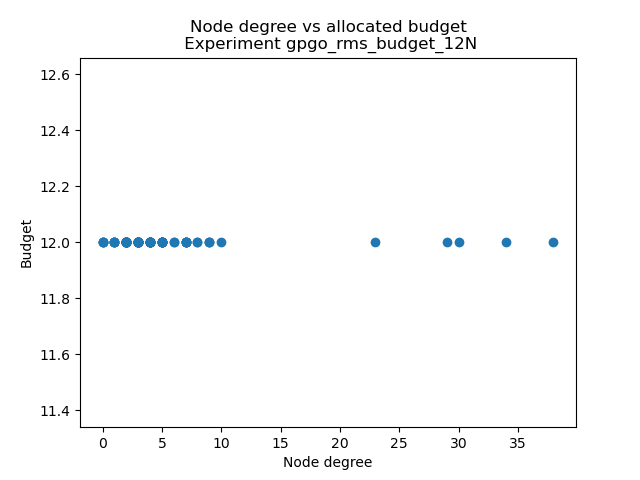 Node degree vs allocated budget
Experiment gpgo_rms_budget_12N
12.6
12.4
12.2
12.0
11.8
11.6
11.4
Budget
0 5 10 15 20 25 30 35
Node degree